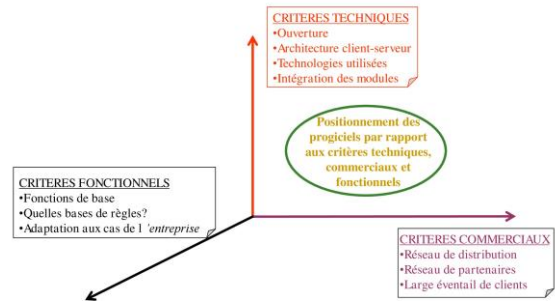 CRITERES TECHNIQUES
•Ouverture
•Architecture client-serveur
•Technologies utilisées
•Intégration des modules
Positionnement des
progiciels par rapport
aux critères techniques,
commerciaux et
fonctionnels
CRITERES FONCTIONNELS
•Fonctions de base
•Quelles bases de règles?
•Adaptation aux cas de l 'entreprise
CRITERES COMMERCIAUX
•Réseau de distribution
•Réseau de partenaires
•Large éventail de clients